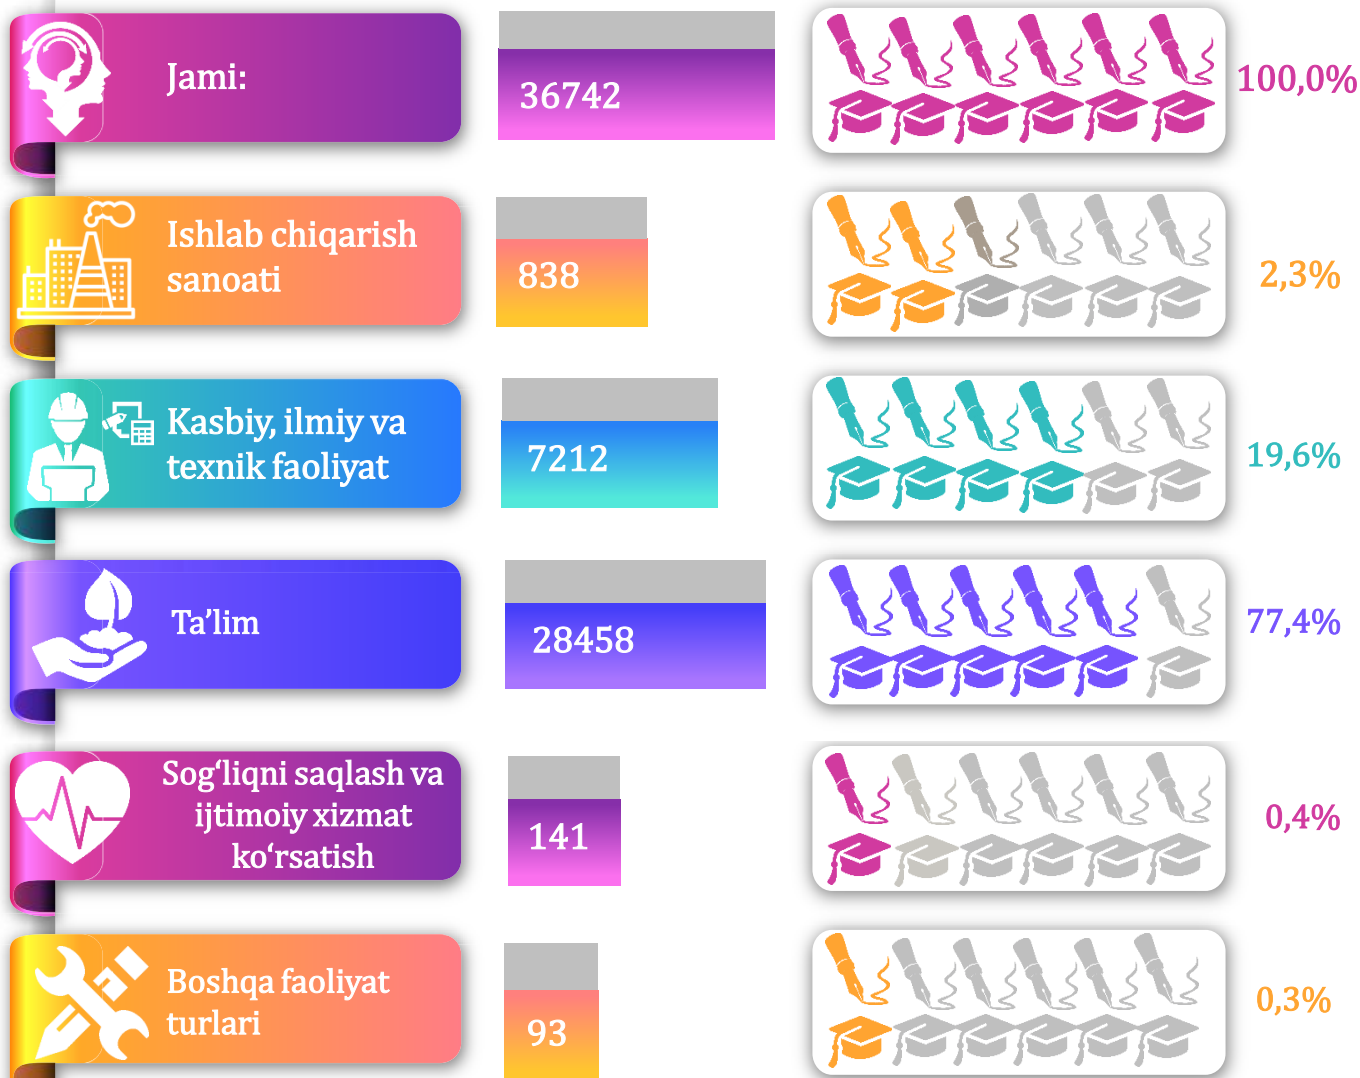 Jami:
36742
100,0%
Ishlab chiqarish
sanoati
838
2,3%
Kasbiy, ilmiy va
texnik faoliyat
7212
19,6%
Ta’lim
28458
77,4%
Sog‘liqni saqlash va
ijtimoiy xizmat
ko‘rsatish
141
0,4%
Boshqa faoliyat
turlari
93
0,3%